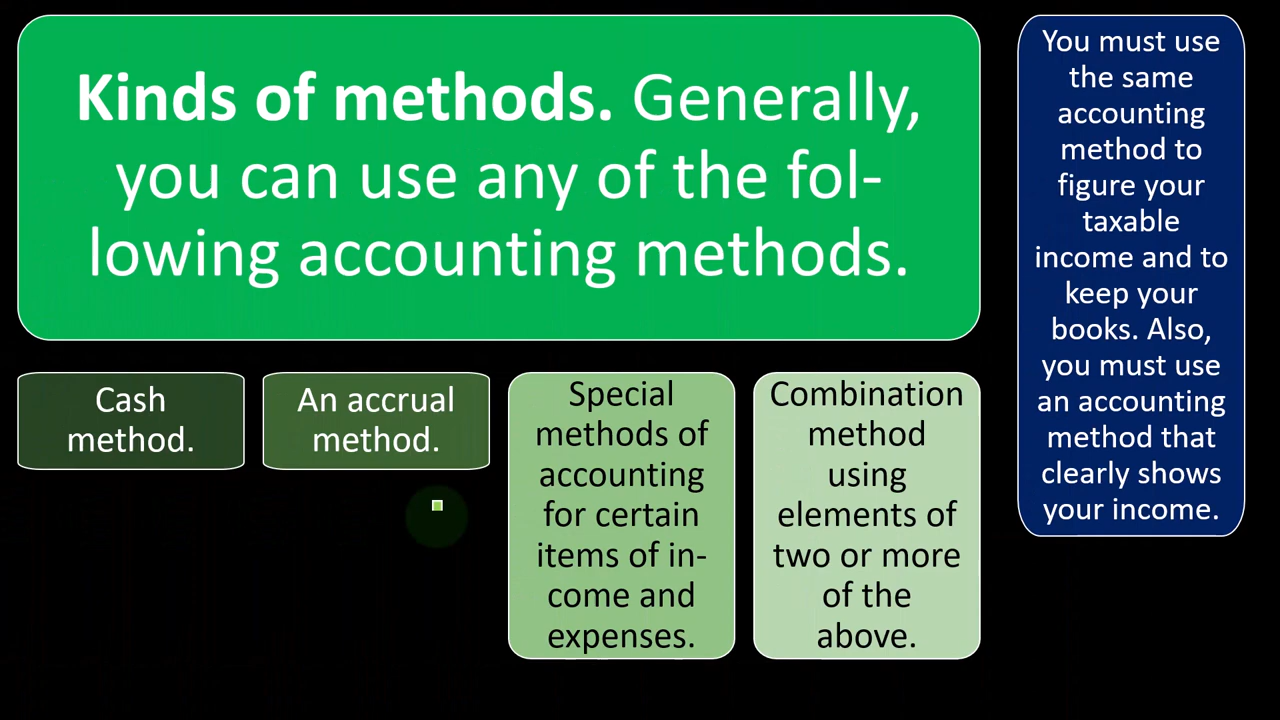 Kinds of methods. Generally,
you can use any of the fol-
lowing accounting methods.
Cash
method.
An accrual
method.
Special
methods of
accounting
for certain
items of in-
come and
expenses.
Combination
method
using
elements of
two or more
of the
above.
You must use
the same
accounting
method to
figure your
taxable
income and to
keep your
books. Also,
you must use
an accounting
method that
clearly shows
your income.